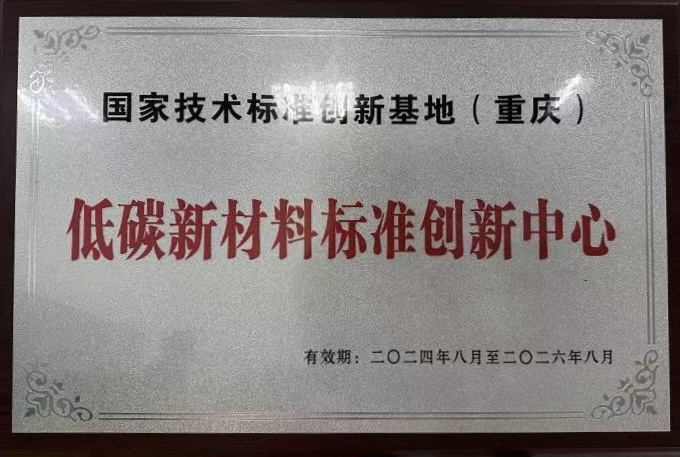 国家技术标准创新基地（重庆）
低碳新材料标准创新中心
有效期：二〇二四年八月至二〇二六年八月